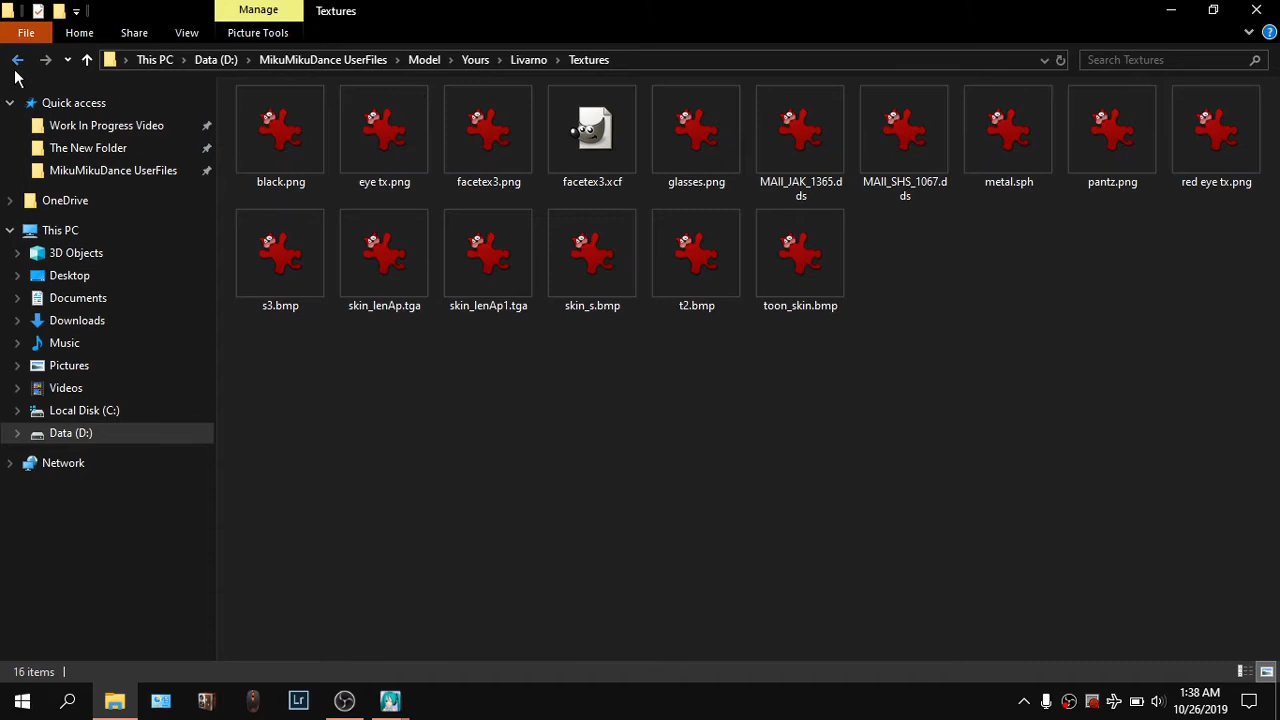 Manage
Textures
File
Home
Share
View
Picture Tools
This PC
Data (D:)
MikuMikuDance UserFiles
Model
Yours
Livarno
Textures
Search Textures
Quick access
Work In Progress Video
The New Folder
MikuMikuDance UserFiles
OneDrive
This PC
3D Objects
Desktop
Documents
Downloads
Music
Pictures
Videos
Local Disk (C:)
Data (D:)
Network
black.png
eye tx.png
facetex3.png
facetex3.xcf
glasses.png
MAII_JAK_1365.d
ds
MAII_SHS_1067.d
ds
metal.sph
pantz.png
red eye tx.png
s3.bmp
skin_lenAp.tga
skin_lenAp1.tga
skin_s.bmp
t2.bmp
toon_skin.bmp
16 items
Lr
1:38 AM
10/26/2019